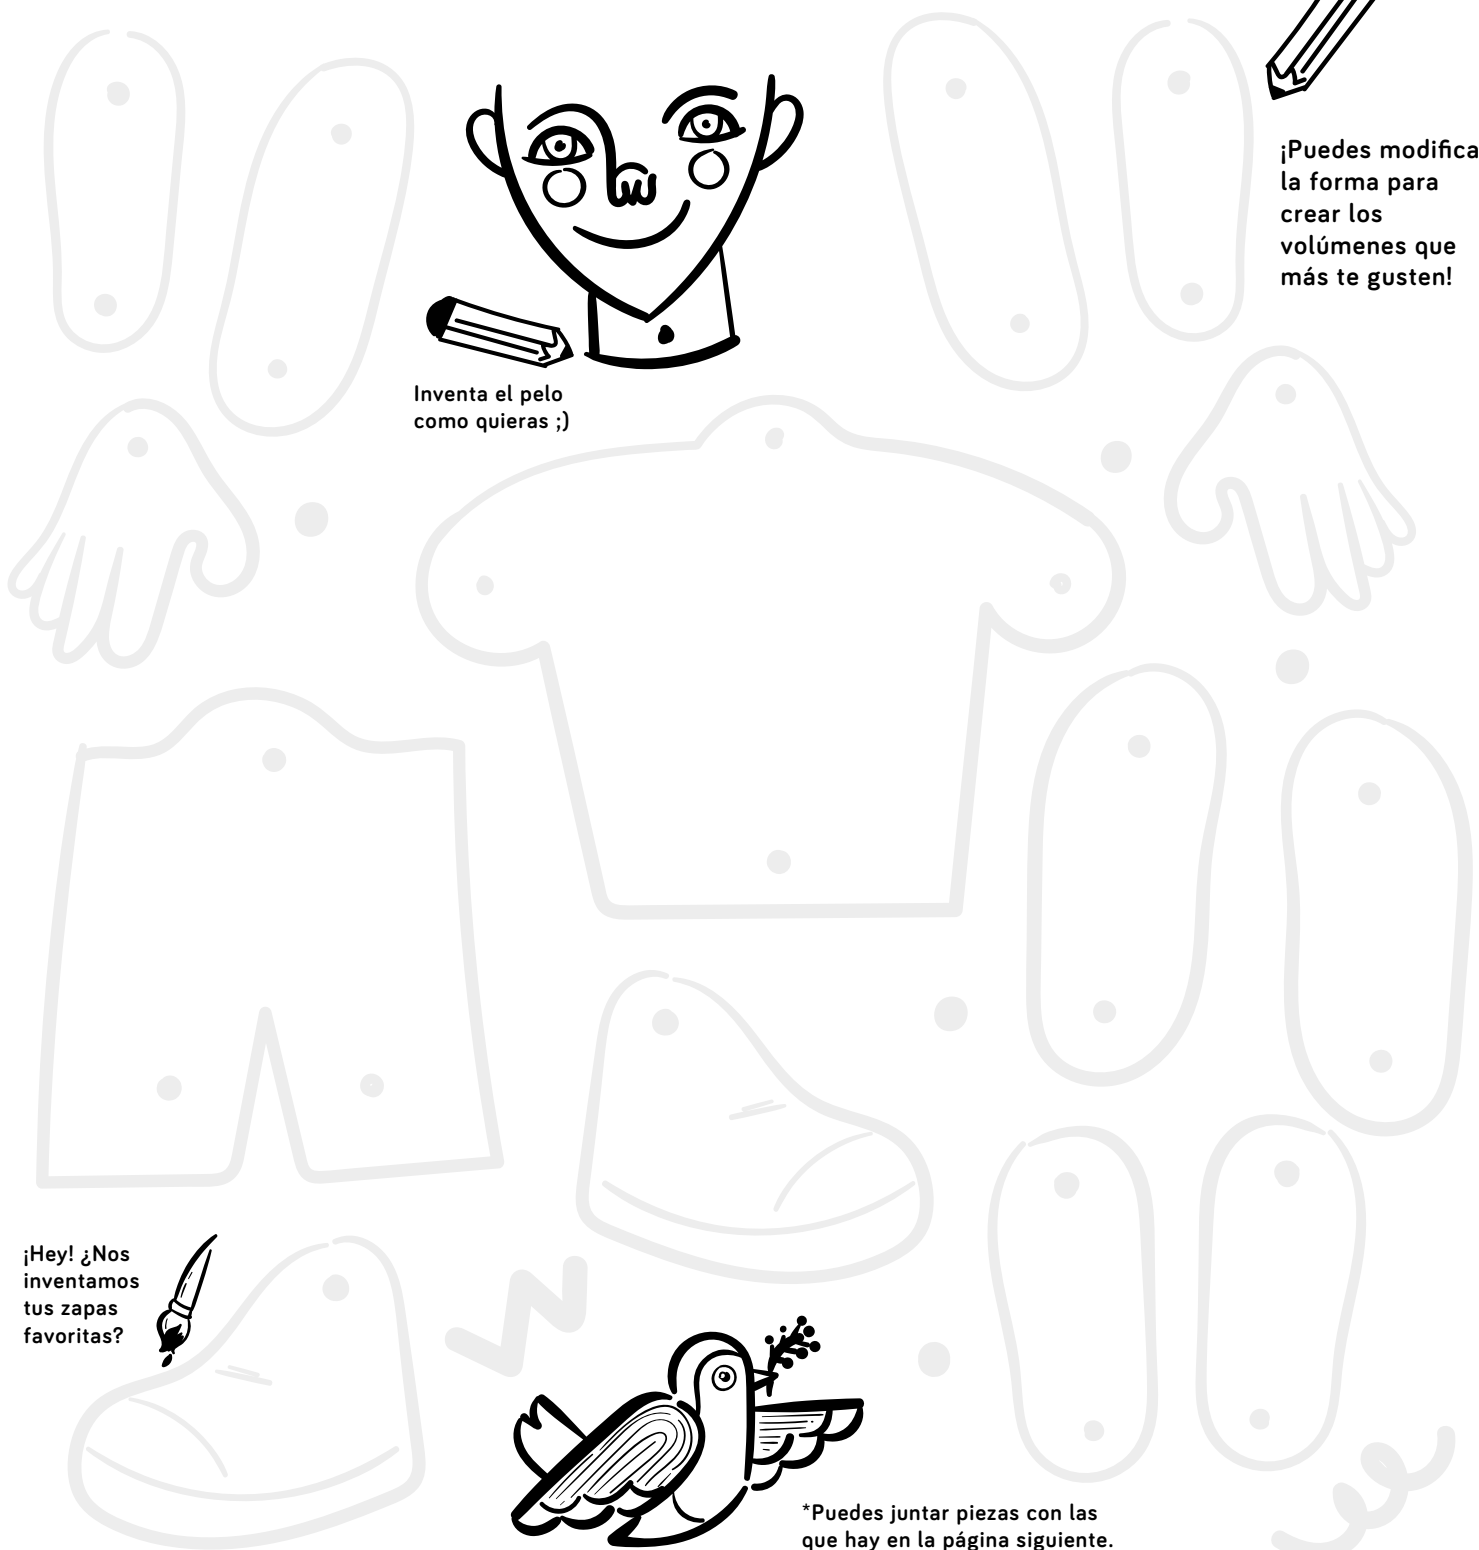 ¡Puedes modifica
la forma para
crear los
volúmenes que
más te gusten!
Inventa el pelo
como quieras ;)
¡Hey! ¿Nos
inventamos
tus zapas
favoritas?
*Puedes juntar piezas con las
que hay en la página siguiente.